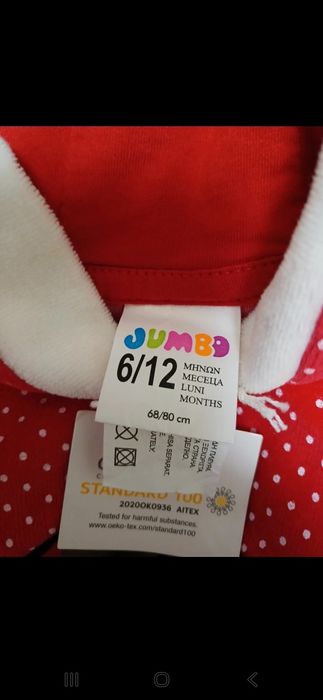 JUMBO
6/12 ΜΗΝΩΝ
МЕСЕЦА
LUNI
MONTHS
68/80 cm
STANDARD 100
2020OK0936 AITEX
Tested for harmful substances.
www.oeko-tex.com/standard100